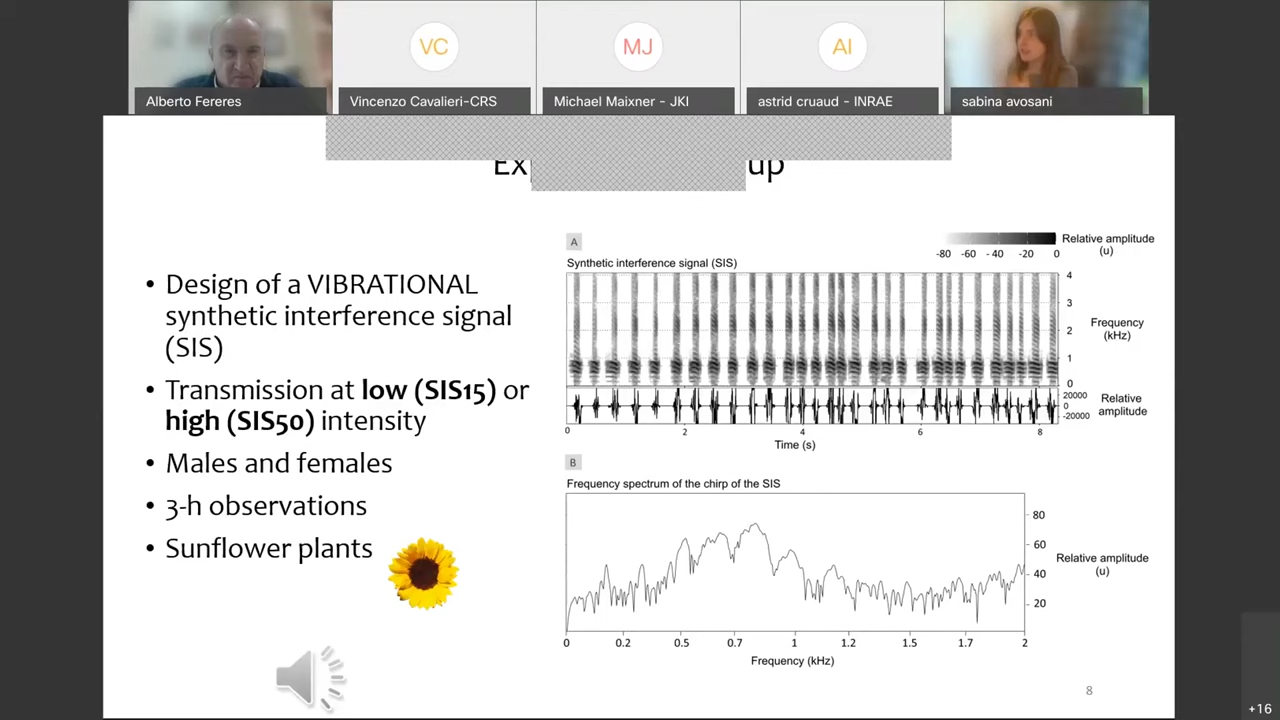 VC
MJ
AI
Alberto Fereres
Vincenzo Cavalieri-CRS
Michael Maixner - JKI
astrid cruaud - INRAE
sabina avosani
• Design of a VIBRATIONAL
synthetic interference signal
(SIS)
• Transmission at low (SIS15) or
high (SIS50) intensity
• Males and females
• 3-h observations
• Sunflower plants
A
Synthetic interference signal (SIS)
-80 -60 -40 -20 0
Relative amplitude
(u)
4
3
2
1
0
Frequency
(kHz)
20000
0
-20000
Relative
amplitude
0 2 4 6 8
Time (s)
B
Frequency spectrum of the chirp of the SIS
80
60
40
20
Relative amplitude
(u)
0 0.2 0.5 0.7 1 1.2 1.5 1.7 2
Frequency (kHz)
8
+16